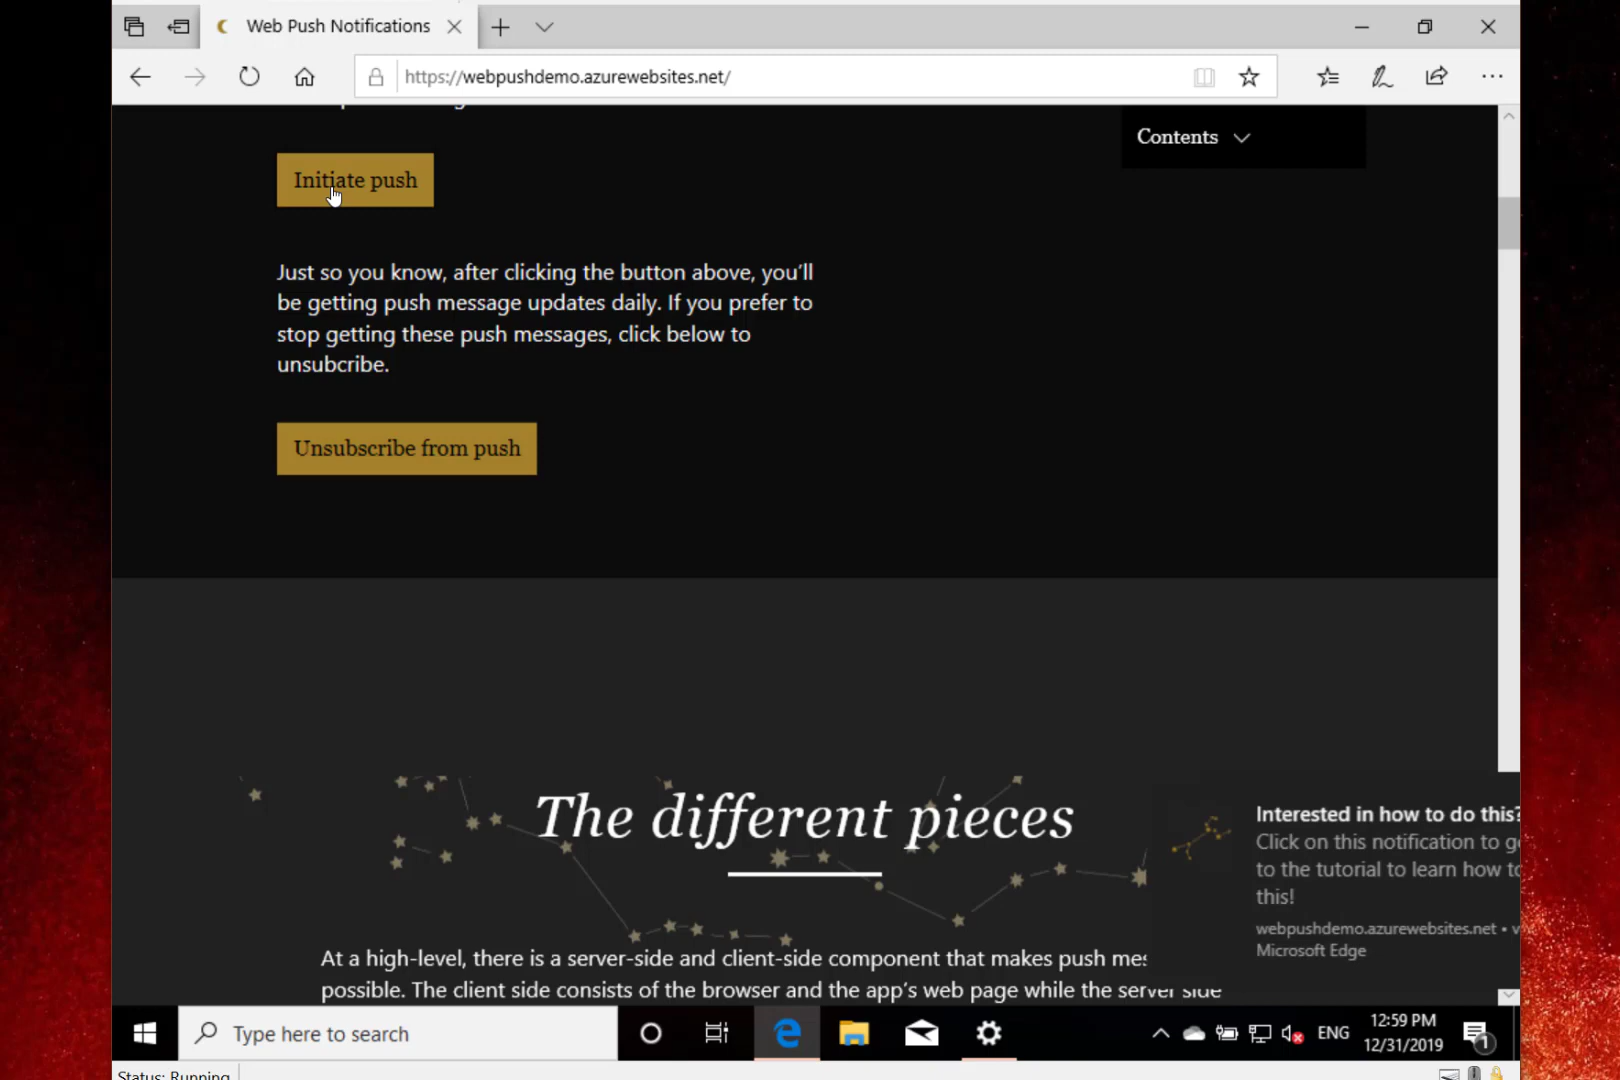 Web Push Notifications
https://webpushdemo.azurewebsites.net/
Contents
Initiate push
Just so you know, after clicking the button above, you'll
be getting push message updates daily. If you prefer to
stop getting these push messages, click below to
unsubcribe.
Unsubscribe from push
The different pieces
At a high-level, there is a server-side and client-side component that makes push mes
possible. The client side consists of the browser and the app's web page while the server side
Interested in how to do this?
Click on this notification to g
to the tutorial to learn how to
this!
webpushdemo.azurewebsites.net • v
Microsoft Edge
Type here to search
ENG
12:59 PM
12/31/2019
1
Status: Running